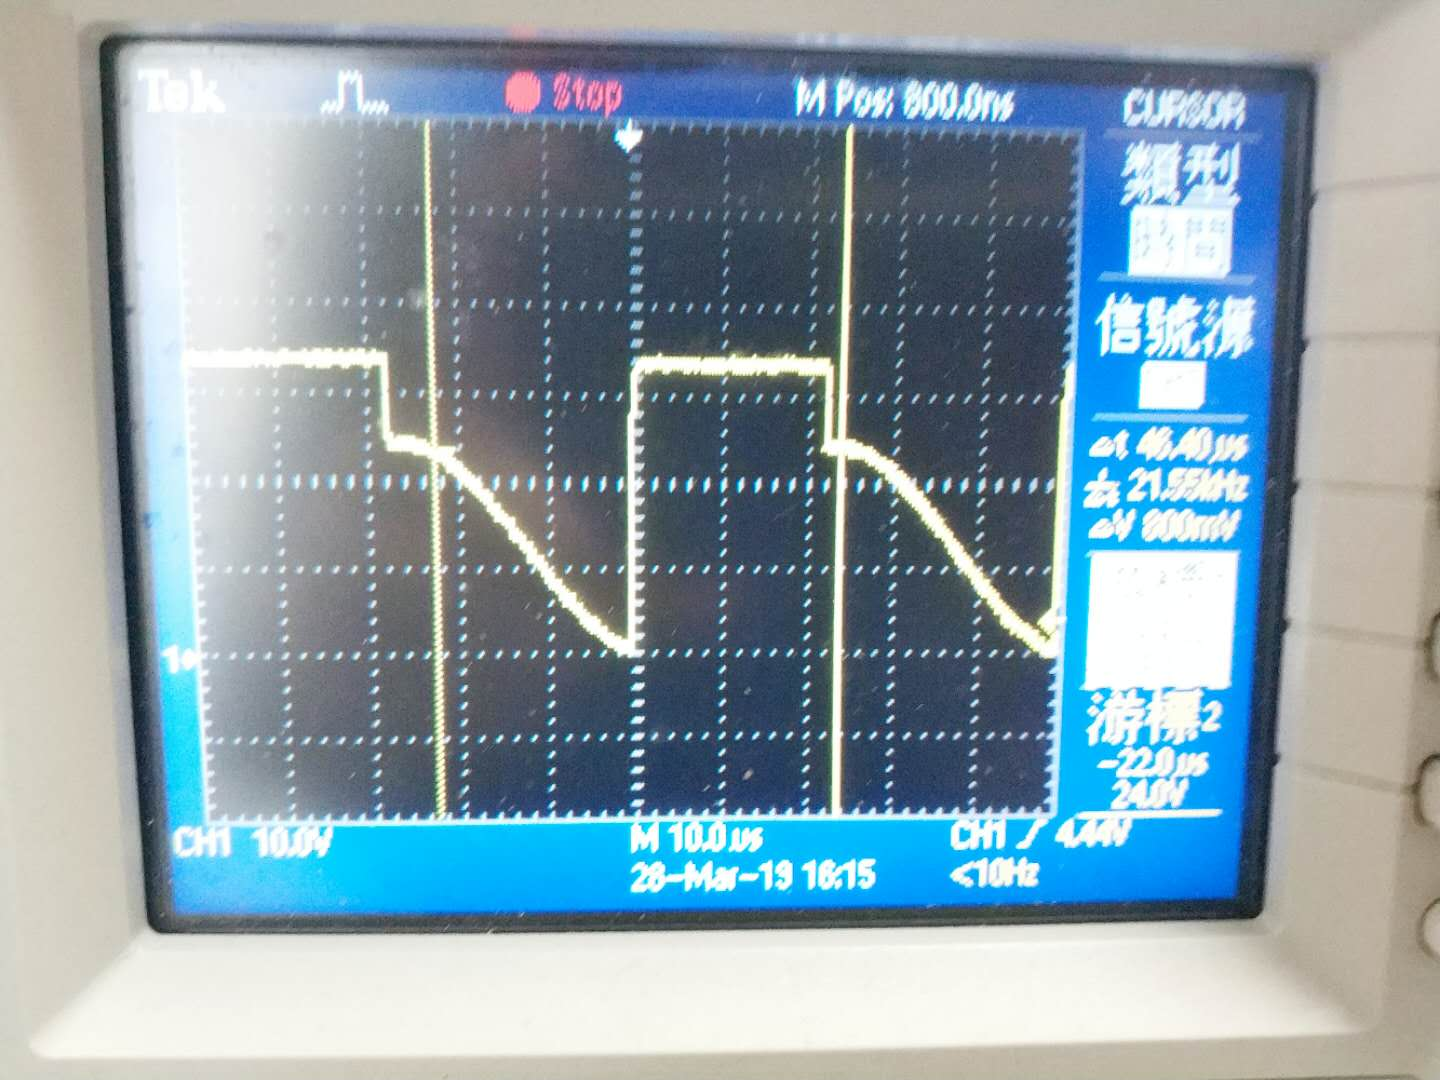 Tek
Stop
M Pos: 800.0ns
CURSOR
類型
時間
信號源
Δt 46.40µs
1/Δt 21.55kHz
ΔV 800mV
游標2
-22.0µs
24.0V
1
CH1 10.0V
M 10.0µs
CH1 4.44V
28-Mar-19 16:15
<10Hz